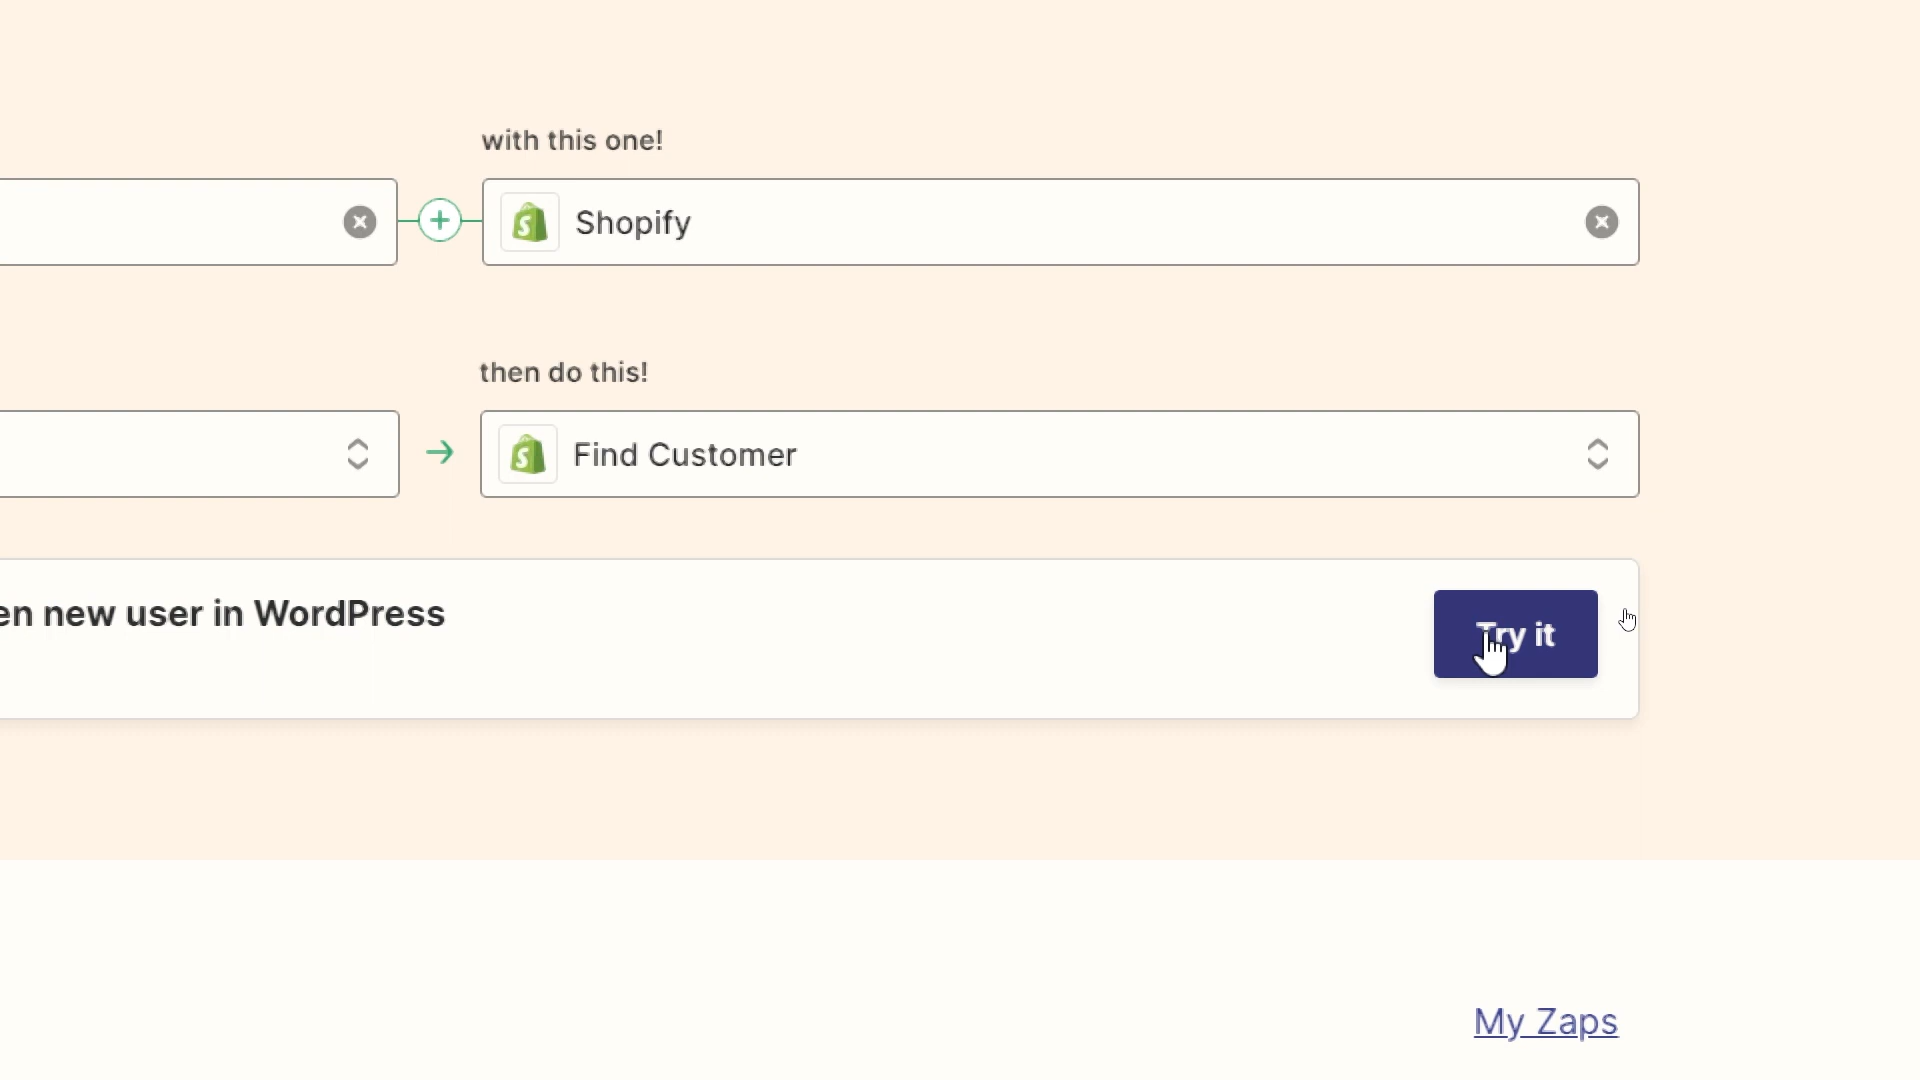 with this one!
Shopify
then do this!
Find Customer
en new user in WordPress
Try it
My Zaps